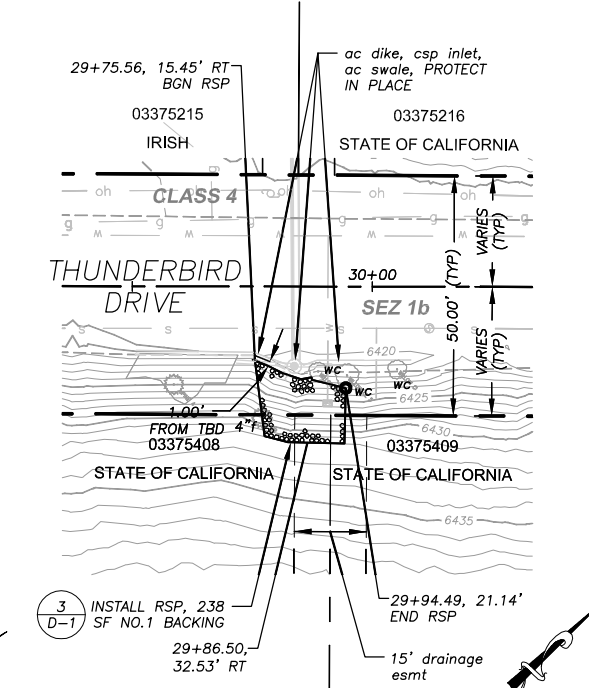 29+75.56, 15.45' RT
BGN RSP
ac dike, csp inlet,
ac swale, PROTECT
IN PLACE
03375215
IRISH
03375216
STATE OF CALIFORNIA
CLASS 4
oh
oh
oh
oh
g
g
g
g
w
w
w
w
THUNDERBIRD
DRIVE
30+00
SEZ 1b
50.00' (TYP)
VARIES
(TYP)
VARIES
(TYP)
s
s
s
s
6420
wc
wc
wc
6425
1.00'
FROM TBD
4"
6430
03375408
STATE OF CALIFORNIA
03375409
STATE OF CALIFORNIA
6435
3
D-1
INSTALL RSP, 238
SF NO.1 BACKING
29+86.50,
32.53' RT
29+94.49, 21.14'
END RSP
15' drainage
esmt